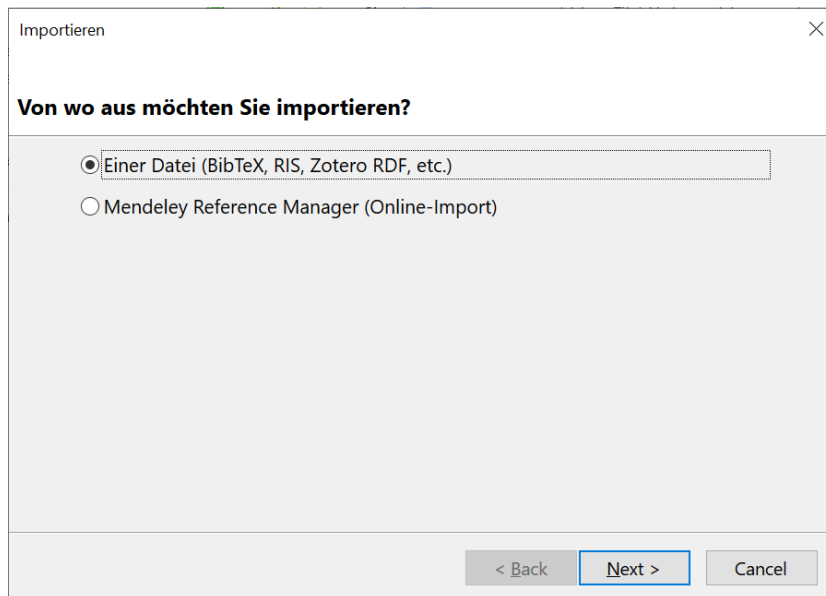 Importieren
Von wo aus möchten Sie importieren?
Einer Datei (BibTeX, RIS, Zotero RDF, etc.)
Mendeley Reference Manager (Online-Import)
< Back Next > Cancel